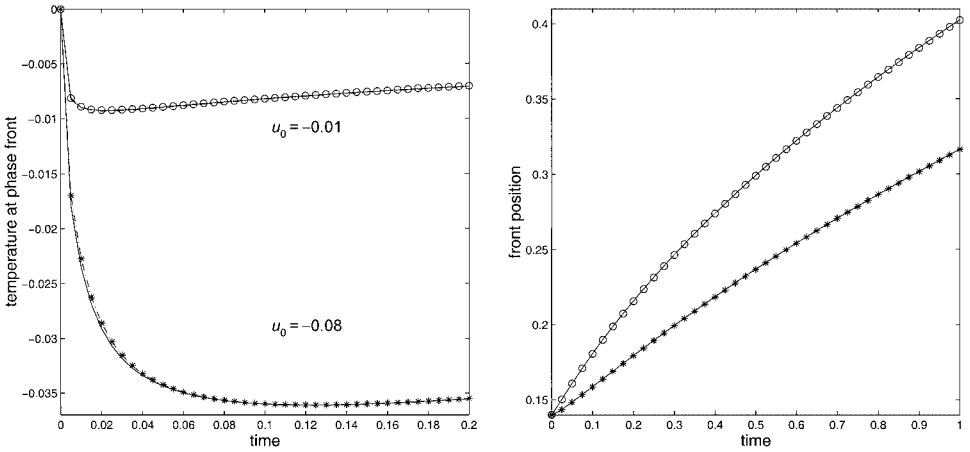 0
−0.005
−0.01
−0.015
−0.02
−0.025
−0.03
−0.035
temperature at phase front
u0 = −0.01
u0 = −0.08
0 0.02 0.04 0.06 0.08 0.1 0.12 0.14 0.16 0.18 0.2
time
0.4
0.35
0.3
0.25
0.2
0.15
front position
0 0.1 0.2 0.3 0.4 0.5 0.6 0.7 0.8 0.9 1
time